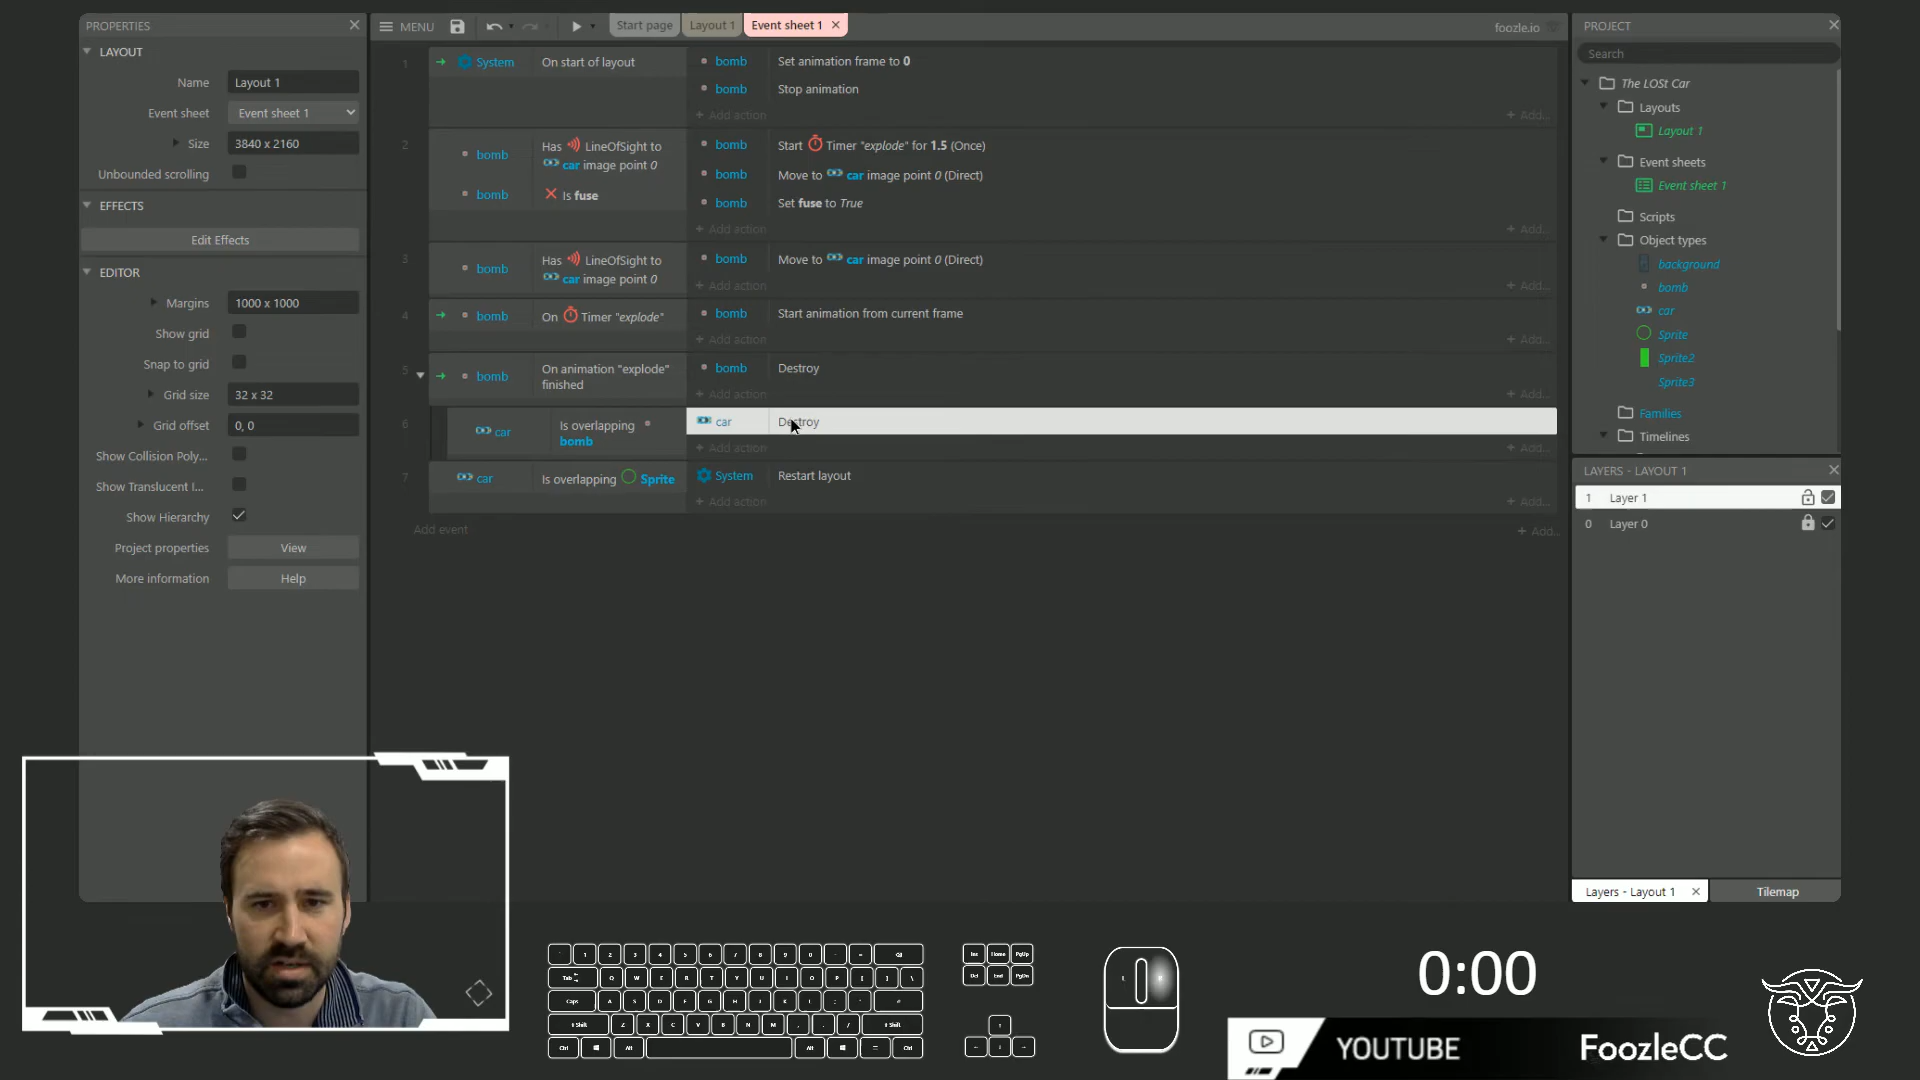 PROPERTIES
LAYOUT
Name
Layout 1
Event sheet
Event sheet 1
Size
3840 x 2160
Unbounded scrolling
EFFECTS
Edit Effects
EDITOR
Margins
1000 x 1000
Show grid
Snap to grid
Grid size
32 x 32
Grid offset
0, 0
Show Collision Poly...
Show Translucent I...
Show Hierarchy
Project properties
View
More information
Help
MENU
Start page
Layout 1
Event sheet 1
foozle.io
1
System
On start of layout
bomb
Set animation frame to 0
bomb
Stop animation
+ Add action
+ Add...
2
bomb
Has LineOfSight to
car image point 0
bomb
Is fuse
bomb
Start Timer "explode" for 1.5 (Once)
bomb
Move to car image point 0 (Direct)
bomb
Set fuse to True
+ Add action
+ Add...
3
bomb
Has LineOfSight to
car image point 0
bomb
Move to car image point 0 (Direct)
+ Add action
+ Add...
4
bomb
On Timer "explode"
bomb
Start animation from current frame
+ Add action
+ Add...
5
bomb
On animation "explode"
finished
bomb
Destroy
+ Add action
+ Add...
6
car
Is overlapping
bomb
car
Destroy
+ Add action
+ Add...
7
car
Is overlapping Sprite
System
Restart layout
+ Add action
+ Add...
Add event
+ Add...
PROJECT
Search
The LOSt Car
Layouts
Layout 1
Event sheets
Event sheet 1
Scripts
Object types
background
bomb
car
Sprite
Sprite2
Sprite3
Families
Timelines
LAYERS - LAYOUT 1
1 Layer 1
0 Layer 0
Layers - Layout 1
Tilemap
0:00
YOUTUBE
FoozleCC